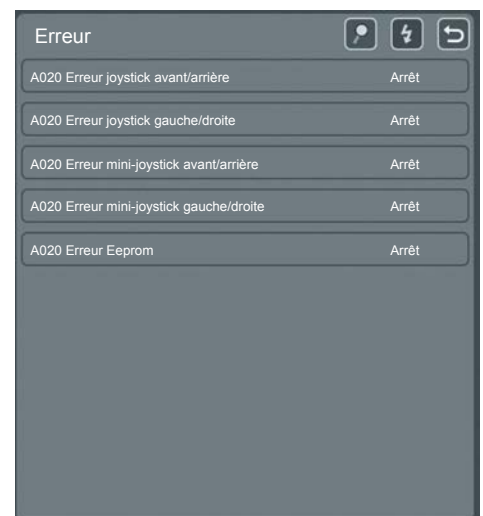 Erreur
A020 Erreur joystick avant/arrière Arrêt
A020 Erreur joystick gauche/droite Arrêt
A020 Erreur mini-joystick avant/arrière Arrêt
A020 Erreur mini-joystick gauche/droite Arrêt
A020 Erreur Eeprom Arrêt